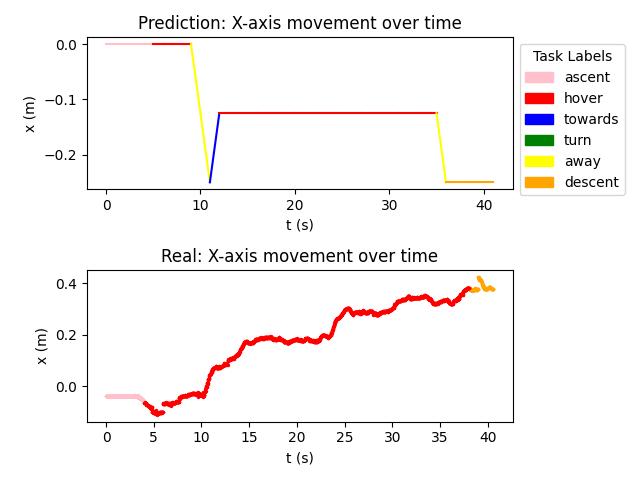 Prediction: X-axis movement over time
0.0
−0.1
−0.2
x (m)
0 10 20 30 40
t (s)
Task Labels
ascent
hover
towards
turn
away
descent
Real: X-axis movement over time
0.4
0.2
0.0
x (m)
0 5 10 15 20 25 30 35 40
t (s)